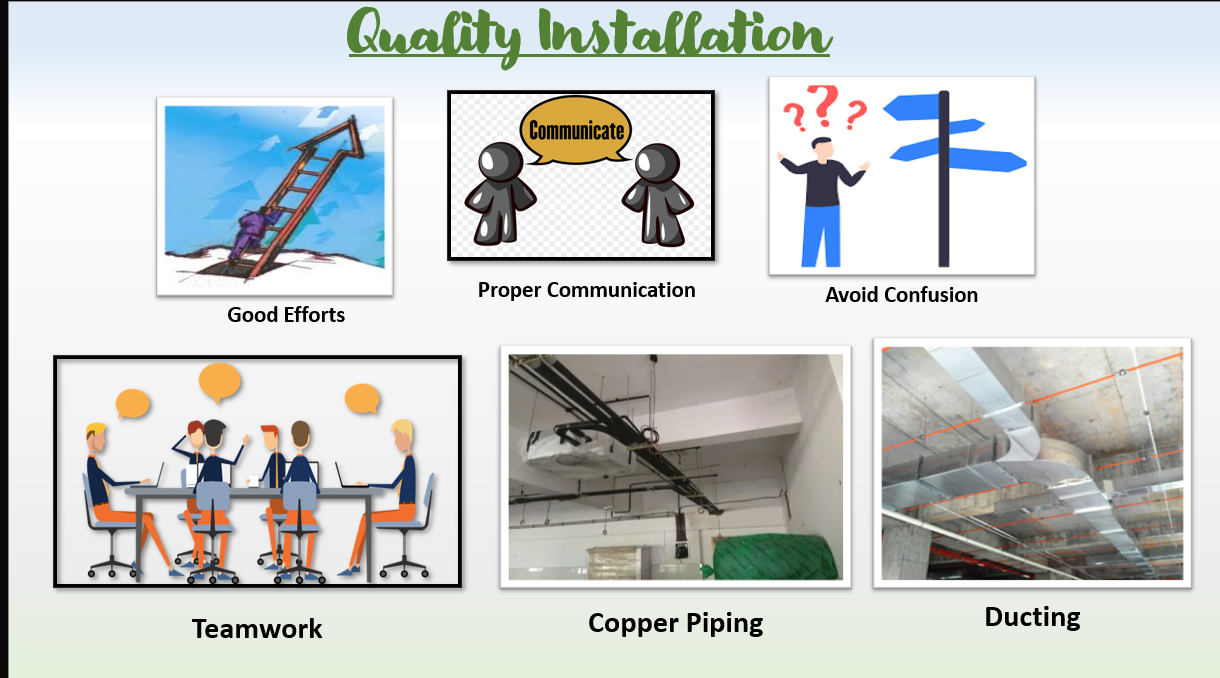 Quality Installation
Communicate
Good Efforts
Proper Communication
Avoid Confusion
Teamwork
Copper Piping
Ducting